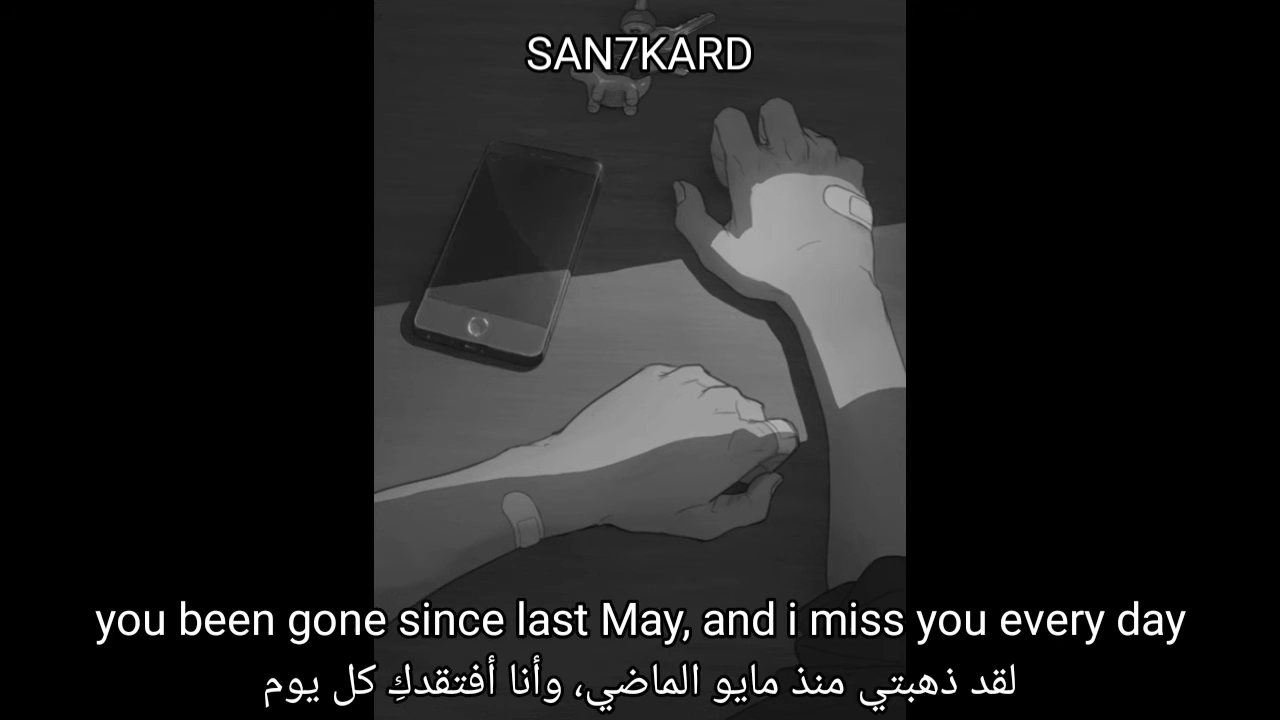 SAN7KARD
you been gone since last May, and i miss you every day
لقد ذهبتي منذ مايو الماضي، وأنا أفتقدكِ كل يوم